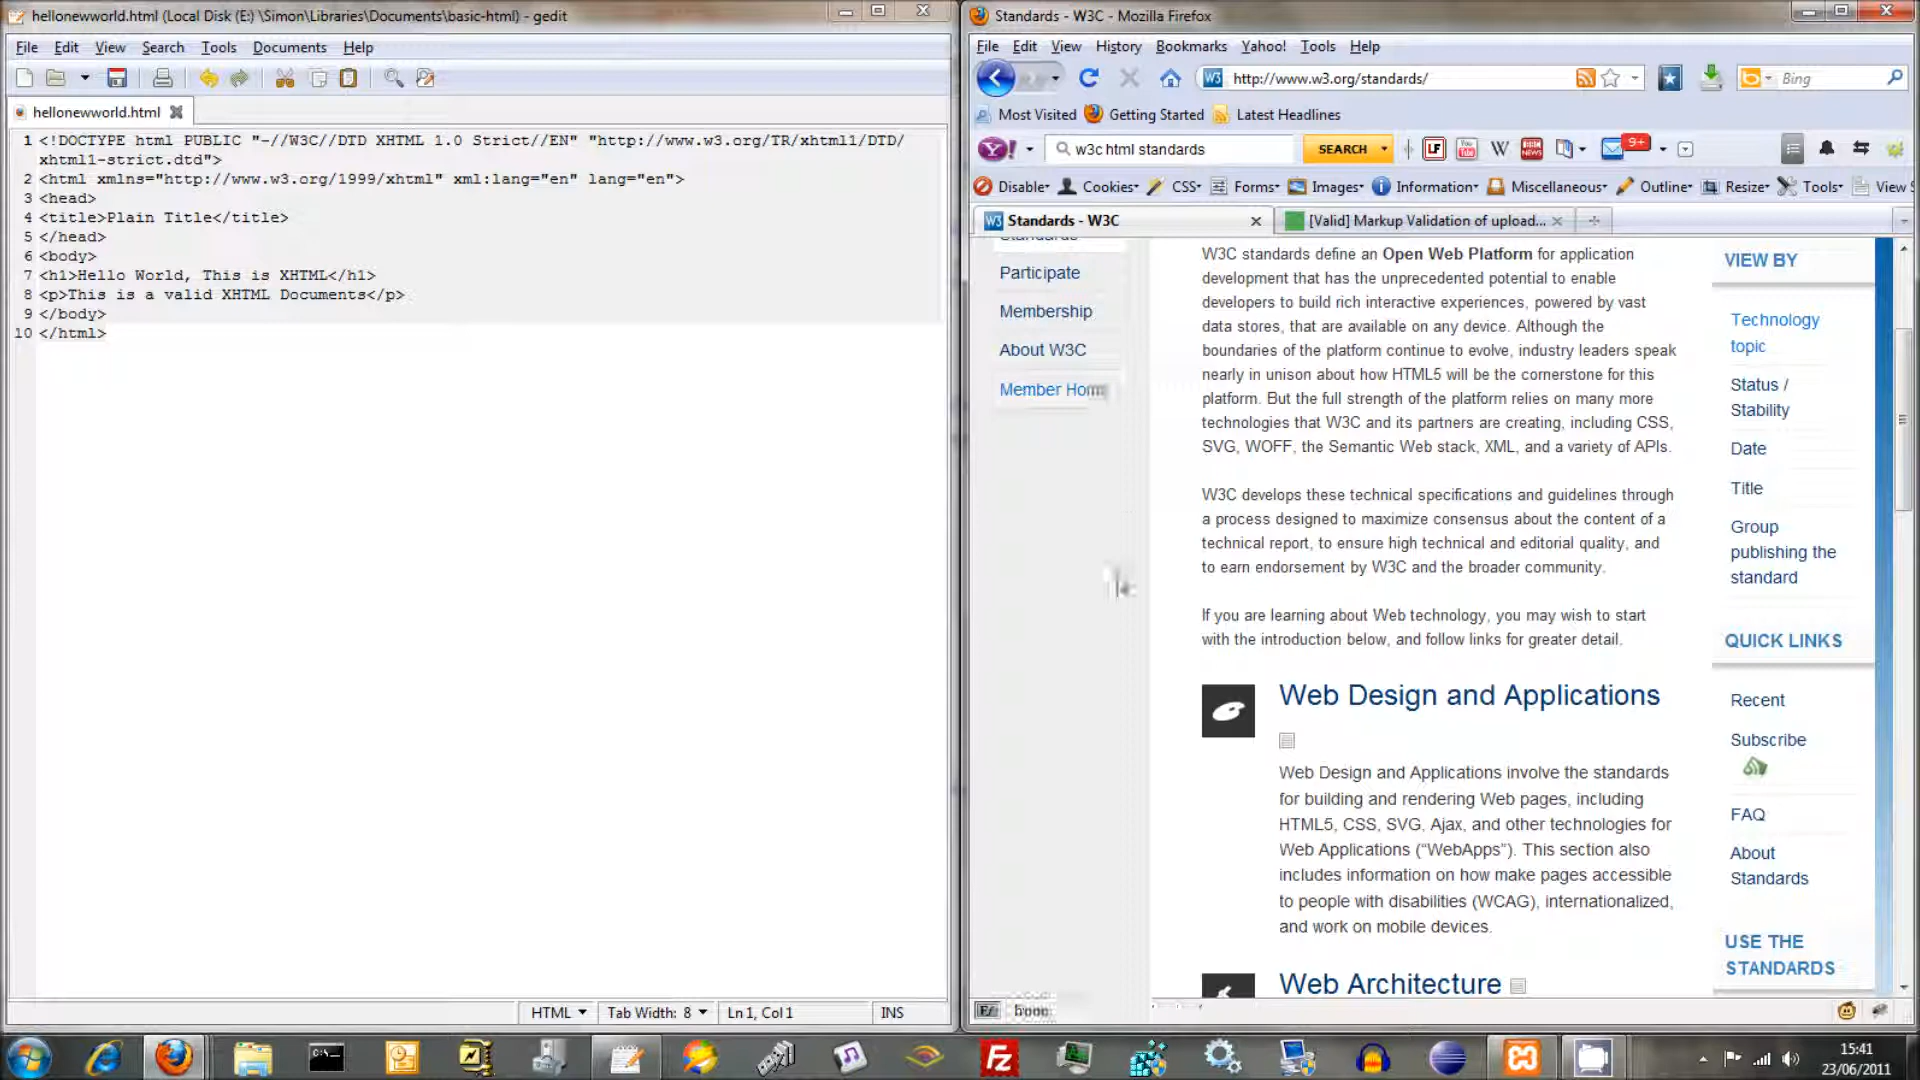 hellonewworld.html (Local Disk (E:) \Simon\Libraries\Documents\basic-html) - gedit
File Edit View Search Tools Documents Help
hellonewworld.html
1 <!DOCTYPE html PUBLIC "-//W3C//DTD XHTML 1.0 Strict//EN" "http://www.w3.org/TR/xhtml1/DTD/
xhtml1-strict.dtd">
2 <html xmlns="http://www.w3.org/1999/xhtml" xml:lang="en" lang="en">
3 <head>
4 <title>Plain Title</title>
5 </head>
6 <body>
7 <h1>Hello World, This is XHTML</h1>
8 <p>This is a valid XHTML Documents</p>
9 </body>
10 </html>
HTML Tab Width: 8 Ln 1, Col 1 INS
Standards - W3C - Mozilla Firefox
File Edit View History Bookmarks Yahoo! Tools Help
W3 http://www.w3.org/standards/ Bing
Most Visited Getting Started Latest Headlines
Y! w3c html standards SEARCH LF You Tube W BBC NEWS 9+
Disable Cookies CSS Forms Images Information Miscellaneous Outline Resize Tools View S
W3 Standards - W3C [Valid] Markup Validation of upload...
Standards
Participate
Membership
About W3C
Member Home
W3C standards define an Open Web Platform for application
development that has the unprecedented potential to enable
developers to build rich interactive experiences, powered by vast
data stores, that are available on any device. Although the
boundaries of the platform continue to evolve, industry leaders speak
nearly in unison about how HTML5 will be the cornerstone for this
platform. But the full strength of the platform relies on many more
technologies that W3C and its partners are creating, including CSS,
SVG, WOFF, the Semantic Web stack, XML, and a variety of APIs.
W3C develops these technical specifications and guidelines through
a process designed to maximize consensus about the content of a
technical report, to ensure high technical and editorial quality, and
to earn endorsement by W3C and the broader community.
If you are learning about Web technology, you may wish to start
with the introduction below, and follow links for greater detail.
Web Design and Applications
Web Design and Applications involve the standards
for building and rendering Web pages, including
HTML5, CSS, SVG, Ajax, and other technologies for
Web Applications (“WebApps”). This section also
includes information on how make pages accessible
to people with disabilities (WCAG), internationalized,
and work on mobile devices.
Web Architecture
VIEW BY
Technology
topic
Status /
Stability
Date
Title
Group
publishing the
standard
QUICK LINKS
Recent
Subscribe
FAQ
About
Standards
USE THE
STANDARDS
Fz
15:41
23/06/2011